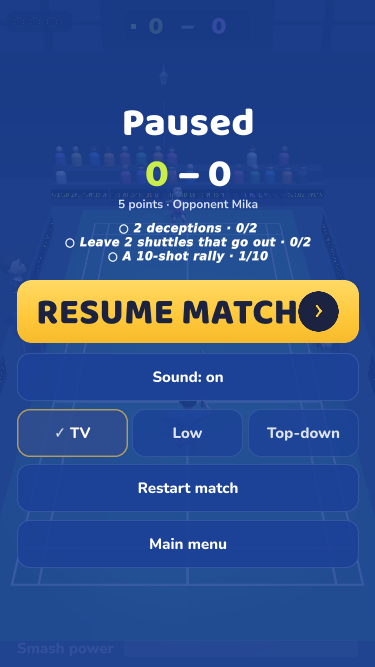 0 – 0
Paused
0 – 0
5 points · Opponent Mika
○ 2 deceptions · 0/2
○ Leave 2 shuttles that go out · 0/2
○ A 10-shot rally · 1/10
RESUME MATCH ›
Sound: on
✓ TV Low Top-down
Restart match
Main menu
Smash power